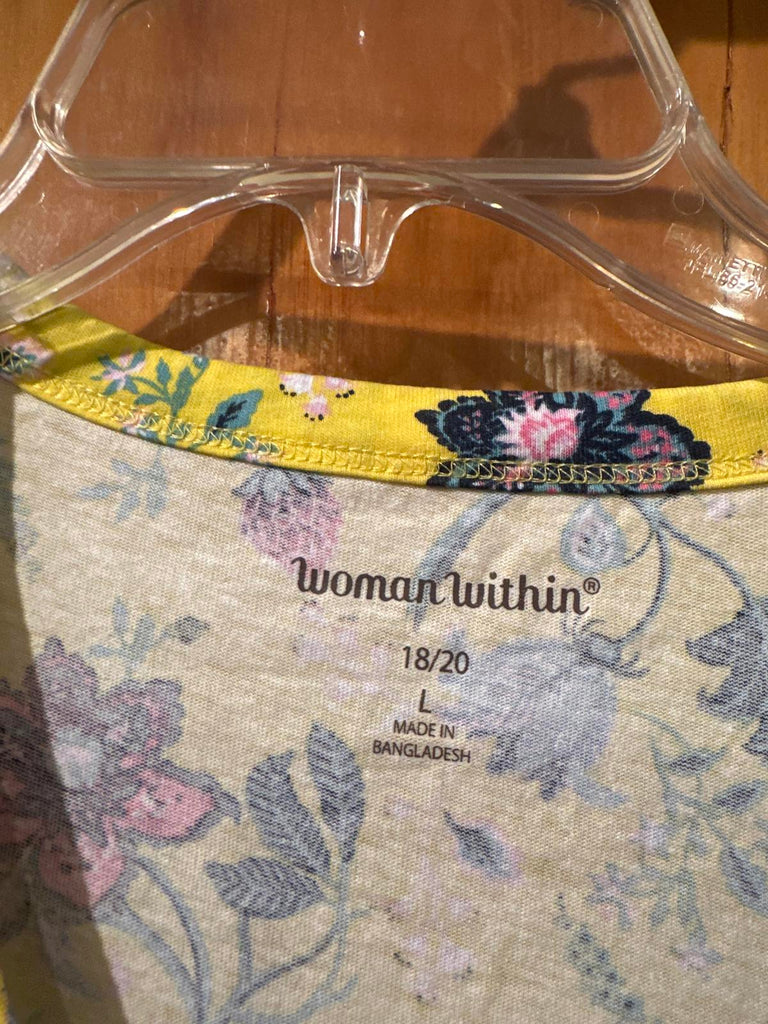 woman within®
18/20
L
MADE IN
BANGLADESH